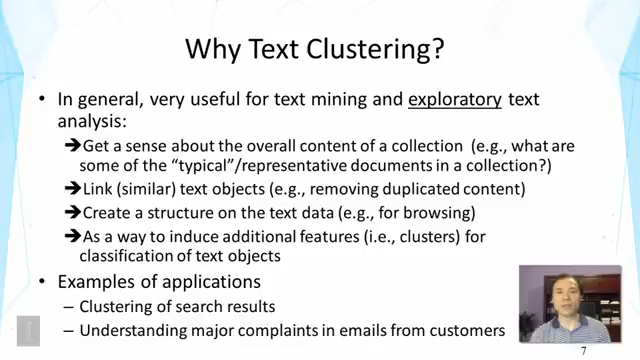 Why Text Clustering?
• In general, very useful for text mining and exploratory text
analysis:
➔Get a sense about the overall content of a collection (e.g., what are
some of the “typical”/representative documents in a collection?)
➔Link (similar) text objects (e.g., removing duplicated content)
➔Create a structure on the text data (e.g., for browsing)
➔As a way to induce additional features (i.e., clusters) for
classification of text objects
• Examples of applications
– Clustering of search results
– Understanding major complaints in emails from customers
7